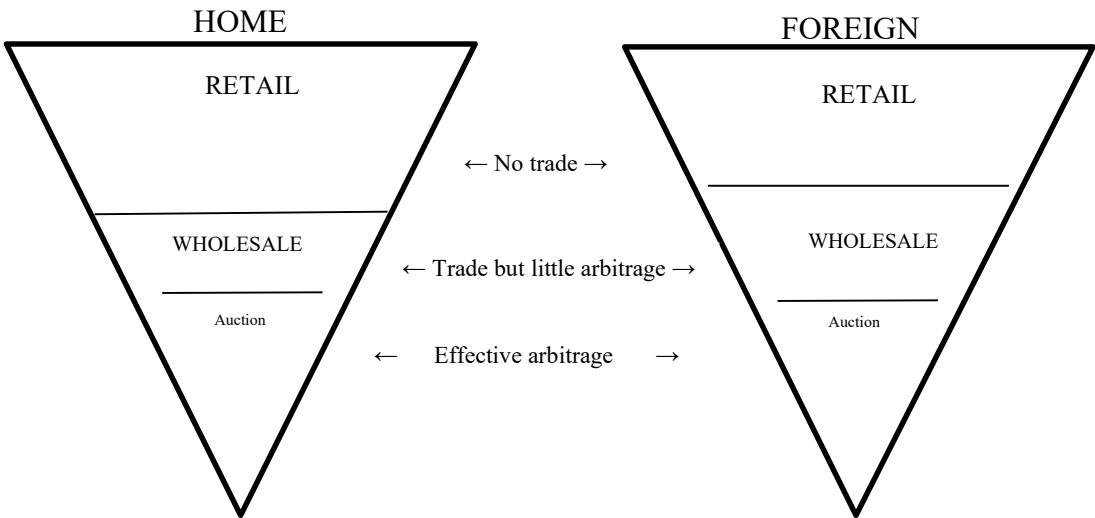 HOME
FOREIGN
RETAIL
RETAIL
← No trade →
WHOLESALE
WHOLESALE
← Trade but little arbitrage →
Auction
Auction
← Effective arbitrage →